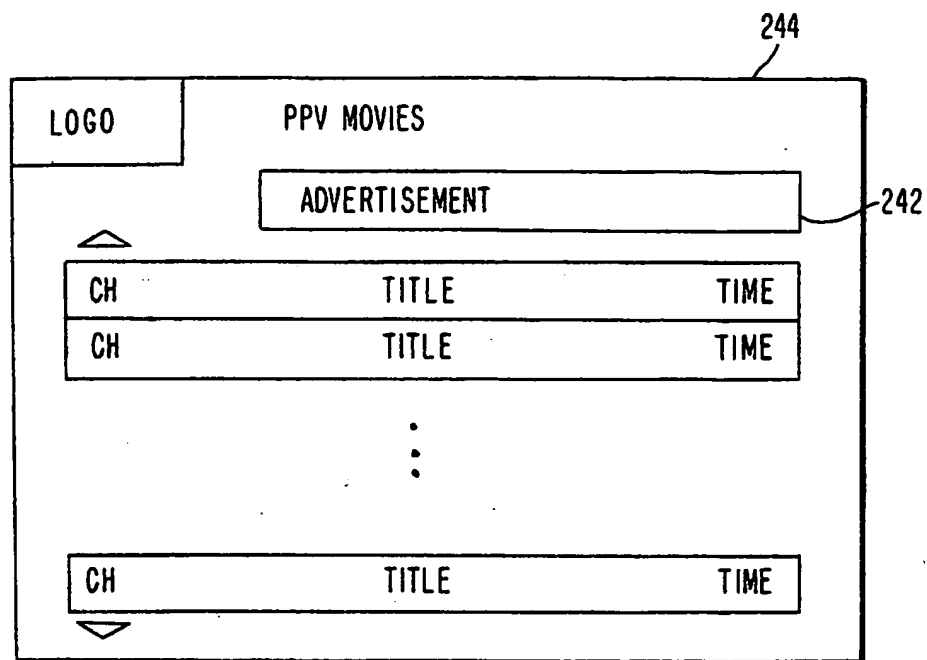 244
LOGO PPV MOVIES
ADVERTISEMENT
242
CH TITLE TIME
CH TITLE TIME
CH TITLE TIME